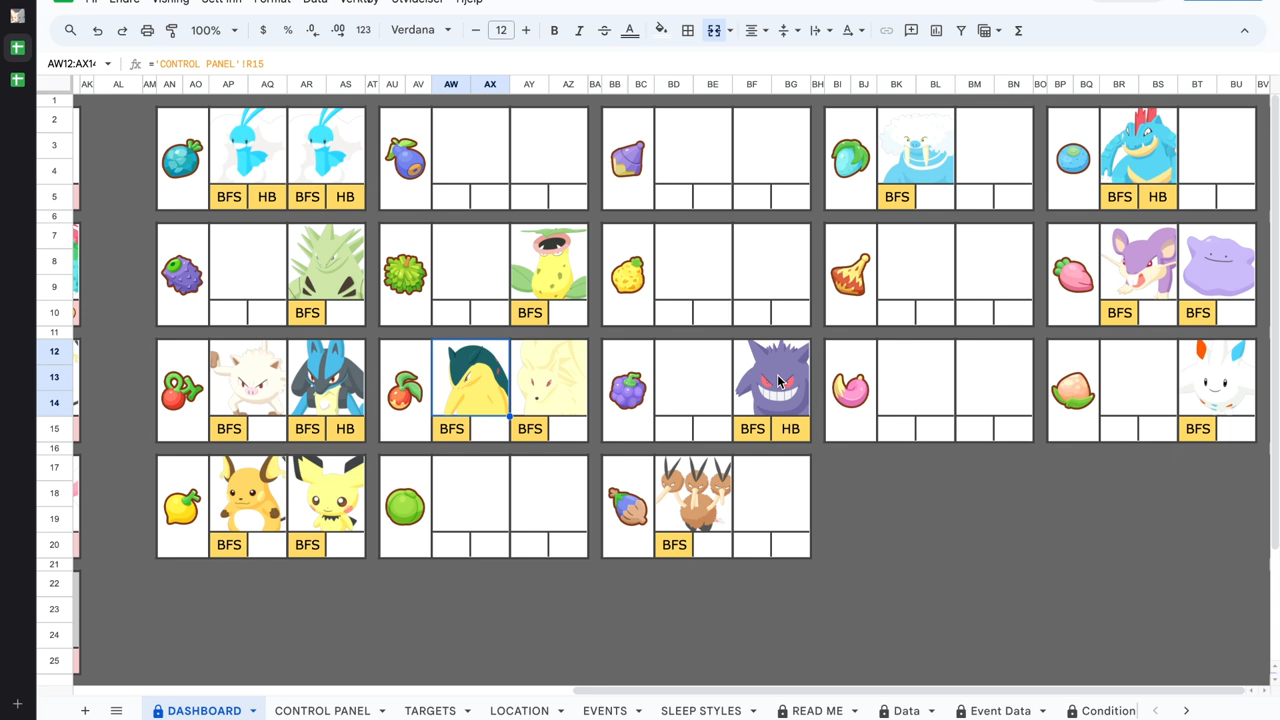 Endre Visning Sett inn Format Data Verktøy Utvidelser Hjelp
100% $ % .0 .00 123 Verdana 12 B I A Σ
AW12:AX14 fx ='CONTROL PANEL'!R15
AK AL AM AN AO AP AQ AR AS AT AU AV AW AX AY AZ BA BB BC BD BE BF BG BH BI BJ BK BL BM BN BO BP BQ BR BS BT BU BV
1
2
3
4
5 BFS HB BFS HB BFS BFS HB
6
7
8
9
10 BFS BFS BFS BFS
11
12
13
14
15 BFS BFS HB BFS BFS BFS HB BFS
16
17
18
19
20 BFS BFS BFS
21
22
23
24
25
DASHBOARD CONTROL PANEL TARGETS LOCATION EVENTS SLEEP STYLES READ ME Data Event Data Condition